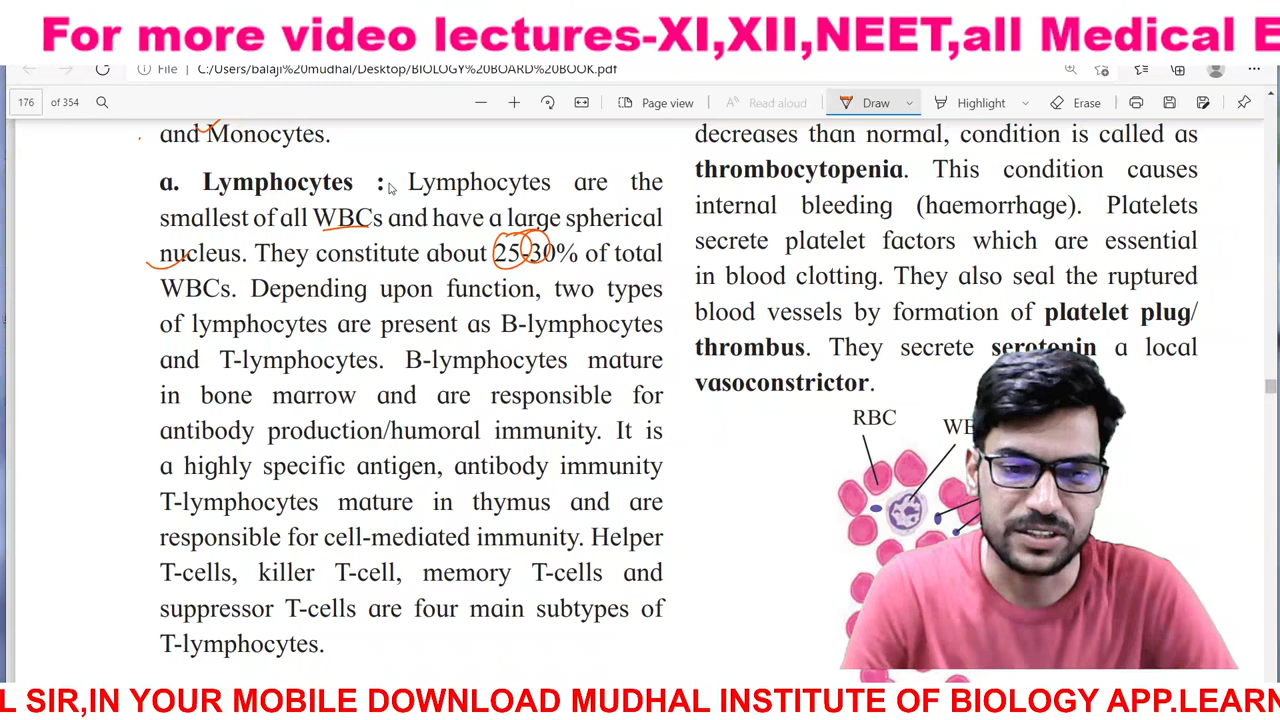 For more video lectures-XI,XII,NEET,all Medical E
File
C:/Users/balaji%20mudhal/Desktop/BIOLOGY%20BOARD%20BOOK.pdf
176 of 354
Page view
Read aloud
Draw
Highlight
Erase
and Monocytes.
a. Lymphocytes : Lymphocytes are the
smallest of all WBCs and have a large spherical
nucleus. They constitute about 25-30% of total
WBCs. Depending upon function, two types
of lymphocytes are present as B-lymphocytes
and T-lymphocytes. B-lymphocytes mature
in bone marrow and are responsible for
antibody production/humoral immunity. It is
a highly specific antigen, antibody immunity
T-lymphocytes mature in thymus and are
responsible for cell-mediated immunity. Helper
T-cells, killer T-cell, memory T-cells and
suppressor T-cells are four main subtypes of
T-lymphocytes.
decreases than normal, condition is called as
thrombocytopenia. This condition causes
internal bleeding (haemorrhage). Platelets
secrete platelet factors which are essential
in blood clotting. They also seal the ruptured
blood vessels by formation of platelet plug/
thrombus. They secrete serotonin a local
vasoconstrictor.
RBC
L SIR,IN YOUR MOBILE DOWNLOAD MUDHAL INSTITUTE OF BIOLOGY APP.LEARN